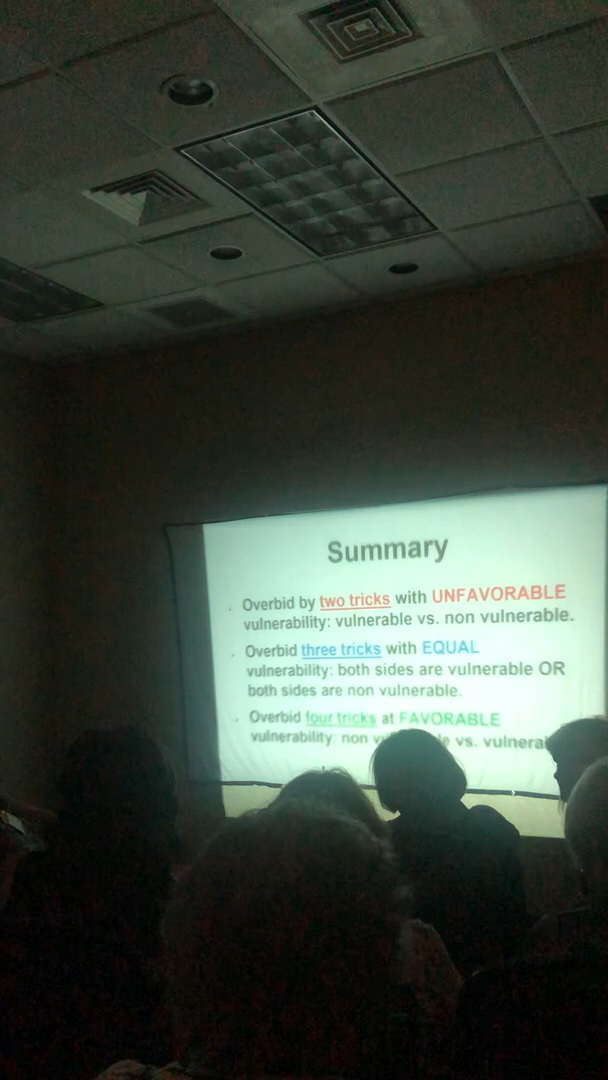 Summary
Overbid by two tricks with UNFAVORABLE
vulnerability: vulnerable vs. non vulnerable.
Overbid three tricks with EQUAL
vulnerability: both sides are vulnerable OR
both sides are non vulnerable.
Overbid four tricks at FAVORABLE
vulnerability: non vs.